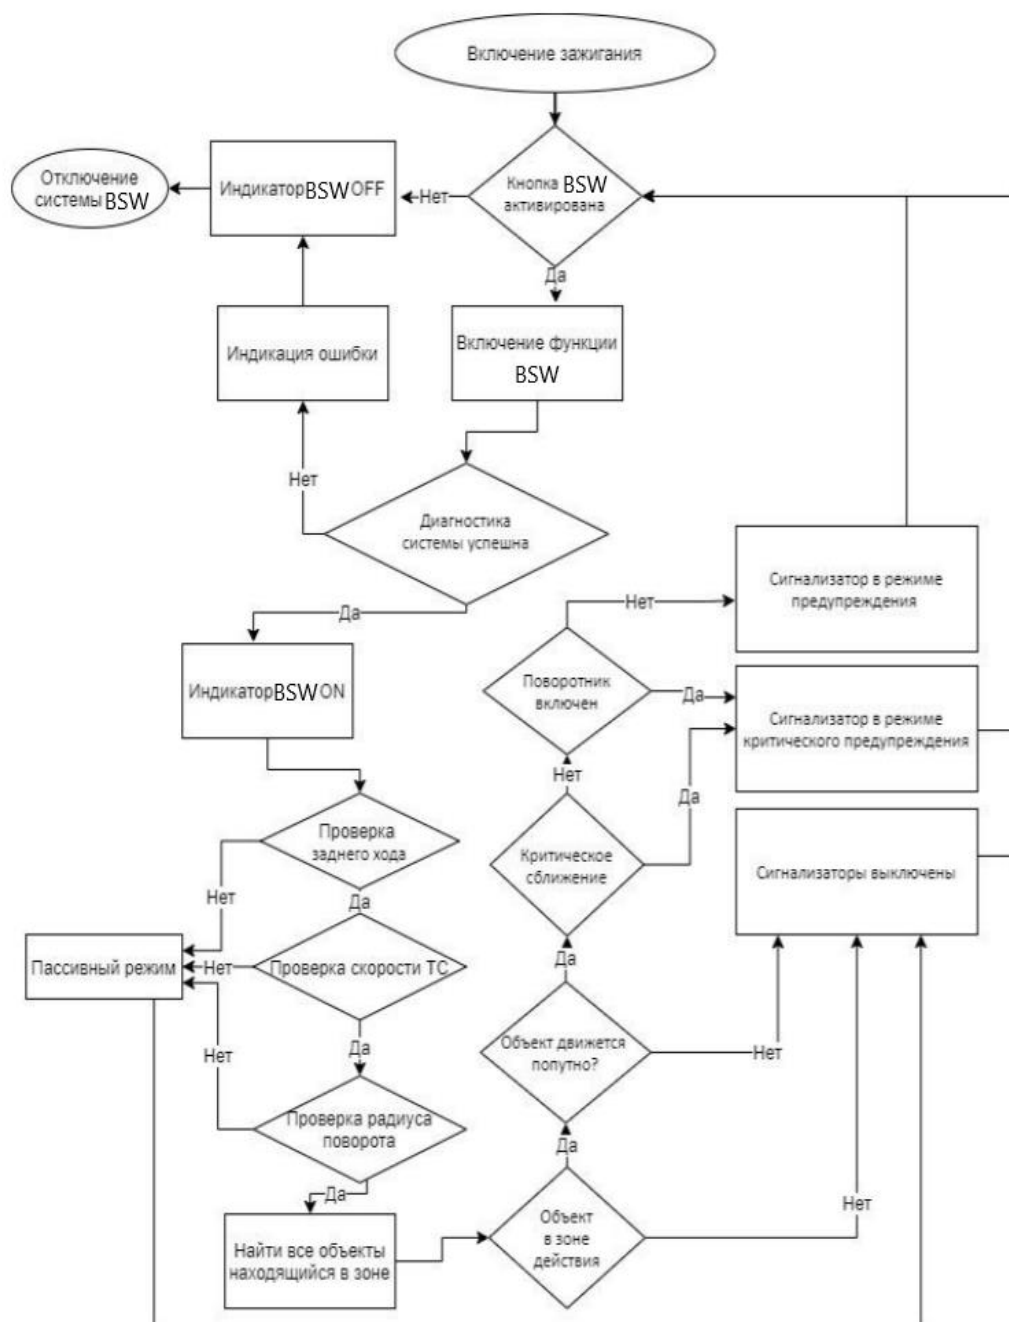 Включение зажигания
Отключение
системы BSW
Индикатор BSW OFF
Нет
Кнопка BSW
активирована
Да
Индикация ошибки
Включение функции
BSW
Нет
Диагностика
системы успешна
Да
Нет
Сигнализатор в режиме
предупреждения
Индикатор BSW ON
Поворотник
включен
Да
Сигнализатор в режиме
критического предупреждения
Нет
Да
Проверка
заднего хода
Критическое
сближение
Сигнализаторы выключены
Нет
Да
Пассивный режим
Нет
Проверка скорости ТС
Да
Да
Объект движется
попутно?
Нет
Нет
Проверка радиуса
поворота
Да
Да
Нет
Найти все объекты
находящийся в зоне
Объект
в зоне
действия